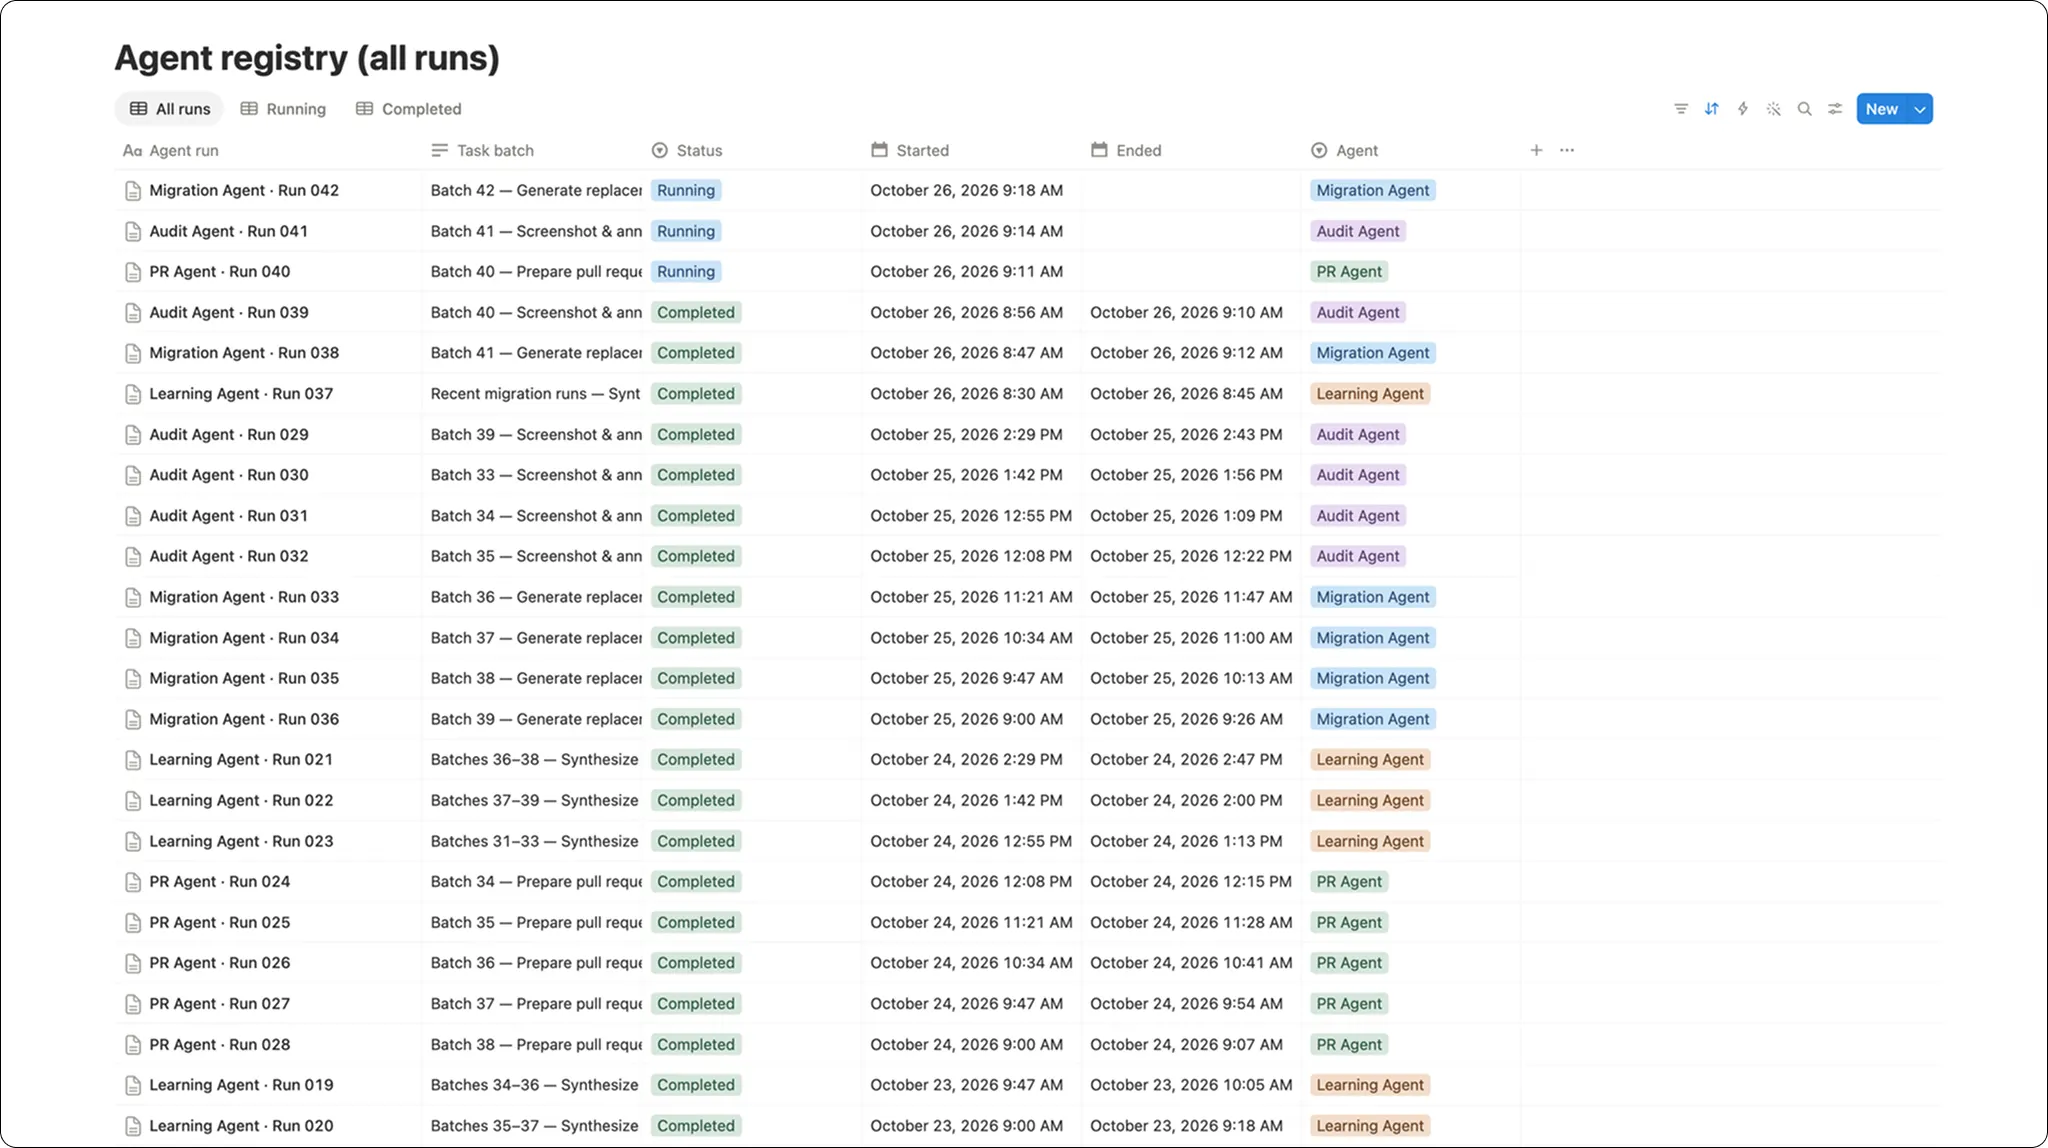 Agent registry (all runs)
All runs Running Completed New
Aa Agent run Task batch Status Started Ended Agent
Migration Agent · Run 042 Batch 42 — Generate replacer Running October 26, 2026 9:18 AM Migration Agent
Audit Agent · Run 041 Batch 41 — Screenshot & ann Running October 26, 2026 9:14 AM Audit Agent
PR Agent · Run 040 Batch 40 — Prepare pull reque Running October 26, 2026 9:11 AM PR Agent
Audit Agent · Run 039 Batch 40 — Screenshot & ann Completed October 26, 2026 8:56 AM October 26, 2026 9:10 AM Audit Agent
Migration Agent · Run 038 Batch 41 — Generate replacer Completed October 26, 2026 8:47 AM October 26, 2026 9:12 AM Migration Agent
Learning Agent · Run 037 Recent migration runs — Synt Completed October 26, 2026 8:30 AM October 26, 2026 8:45 AM Learning Agent
Audit Agent · Run 029 Batch 39 — Screenshot & ann Completed October 25, 2026 2:29 PM October 25, 2026 2:43 PM Audit Agent
Audit Agent · Run 030 Batch 33 — Screenshot & ann Completed October 25, 2026 1:42 PM October 25, 2026 1:56 PM Audit Agent
Audit Agent · Run 031 Batch 34 — Screenshot & ann Completed October 25, 2026 12:55 PM October 25, 2026 1:09 PM Audit Agent
Audit Agent · Run 032 Batch 35 — Screenshot & ann Completed October 25, 2026 12:08 PM October 25, 2026 12:22 PM Audit Agent
Migration Agent · Run 033 Batch 36 — Generate replacer Completed October 25, 2026 11:21 AM October 25, 2026 11:47 AM Migration Agent
Migration Agent · Run 034 Batch 37 — Generate replacer Completed October 25, 2026 10:34 AM October 25, 2026 11:00 AM Migration Agent
Migration Agent · Run 035 Batch 38 — Generate replacer Completed October 25, 2026 9:47 AM October 25, 2026 10:13 AM Migration Agent
Migration Agent · Run 036 Batch 39 — Generate replacer Completed October 25, 2026 9:00 AM October 25, 2026 9:26 AM Migration Agent
Learning Agent · Run 021 Batches 36–38 — Synthesize Completed October 24, 2026 2:29 PM October 24, 2026 2:47 PM Learning Agent
Learning Agent · Run 022 Batches 37–39 — Synthesize Completed October 24, 2026 1:42 PM October 24, 2026 2:00 PM Learning Agent
Learning Agent · Run 023 Batches 31–33 — Synthesize Completed October 24, 2026 12:55 PM October 24, 2026 1:13 PM Learning Agent
PR Agent · Run 024 Batch 34 — Prepare pull reque Completed October 24, 2026 12:08 PM October 24, 2026 12:15 PM PR Agent
PR Agent · Run 025 Batch 35 — Prepare pull reque Completed October 24, 2026 11:21 AM October 24, 2026 11:28 AM PR Agent
PR Agent · Run 026 Batch 36 — Prepare pull reque Completed October 24, 2026 10:34 AM October 24, 2026 10:41 AM PR Agent
PR Agent · Run 027 Batch 37 — Prepare pull reque Completed October 24, 2026 9:47 AM October 24, 2026 9:54 AM PR Agent
PR Agent · Run 028 Batch 38 — Prepare pull reque Completed October 24, 2026 9:00 AM October 24, 2026 9:07 AM PR Agent
Learning Agent · Run 019 Batches 34–36 — Synthesize Completed October 23, 2026 9:47 AM October 23, 2026 10:05 AM Learning Agent
Learning Agent · Run 020 Batches 35–37 — Synthesize Completed October 23, 2026 9:00 AM October 23, 2026 9:18 AM Learning Agent